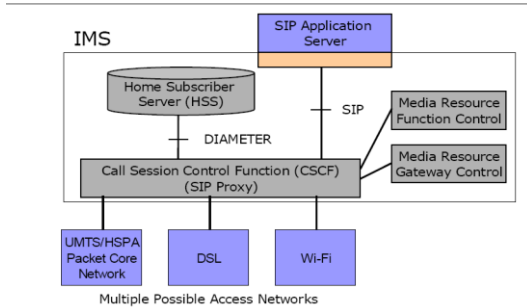 IMS
SIP Application
Server
Home Subscriber
Server (HSS)
SIP
Media Resource
Function Control
DIAMETER
Call Session Control Function (CSCF)
(SIP Proxy)
Media Resource
Gateway Control
UMTS/HSPA
Packet Core
Network
DSL
Wi-Fi
Multiple Possible Access Networks